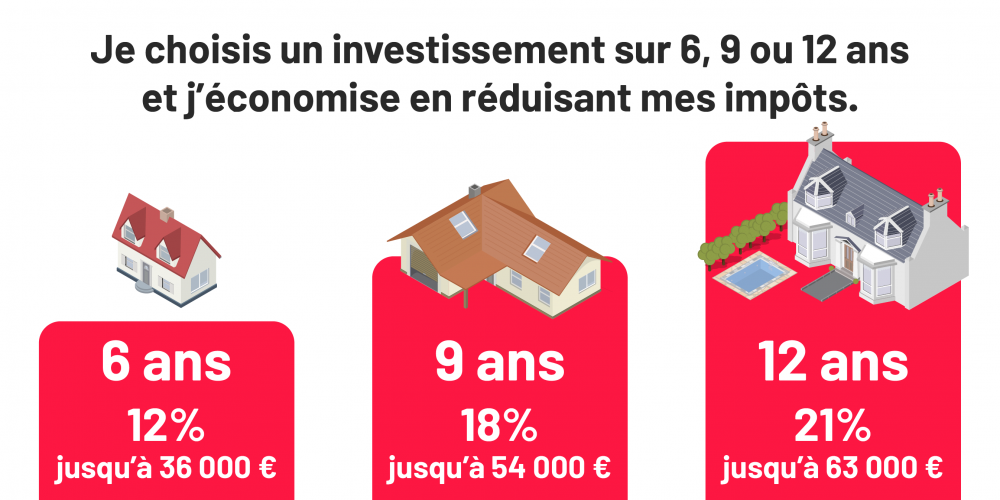 Je choisis un investissement sur 6, 9 ou 12 ans
et j’économise en réduisant mes impôts.
6 ans
12%
jusqu’à 36 000 €
9 ans
18%
jusqu’à 54 000 €
12 ans
21%
jusqu’à 63 000 €